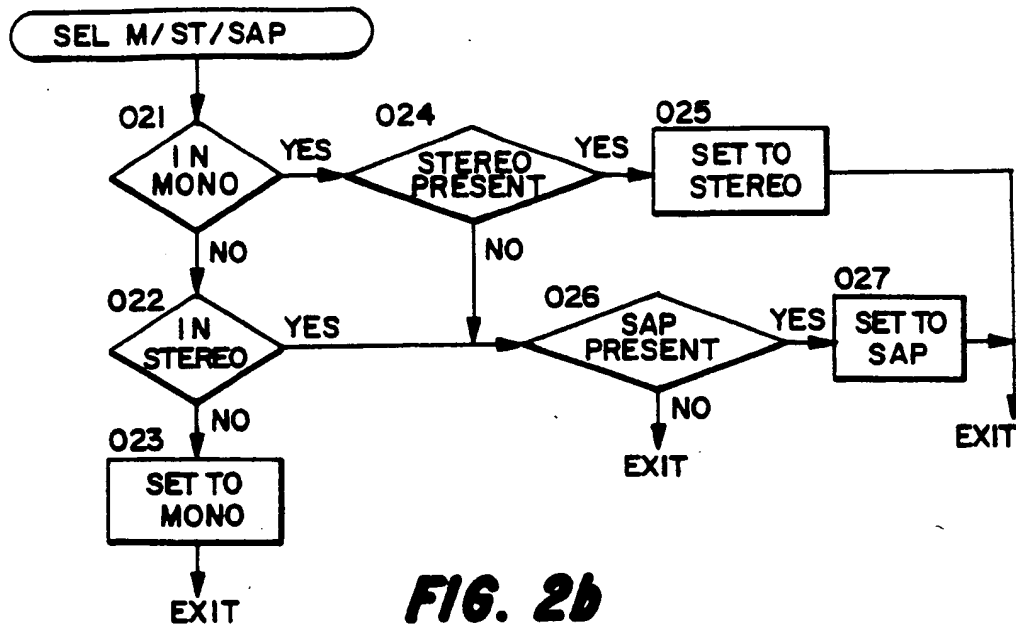 SEL M/ST/SAP
021
IN
MONO
YES
024
STEREO
PRESENT
YES
025
SET TO
STEREO
NO
NO
022
IN
STEREO
YES
026
SAP
PRESENT
YES
027
SET TO
SAP
NO
NO
EXIT
EXIT
023
SET TO
MONO
EXIT
FIG. 2b